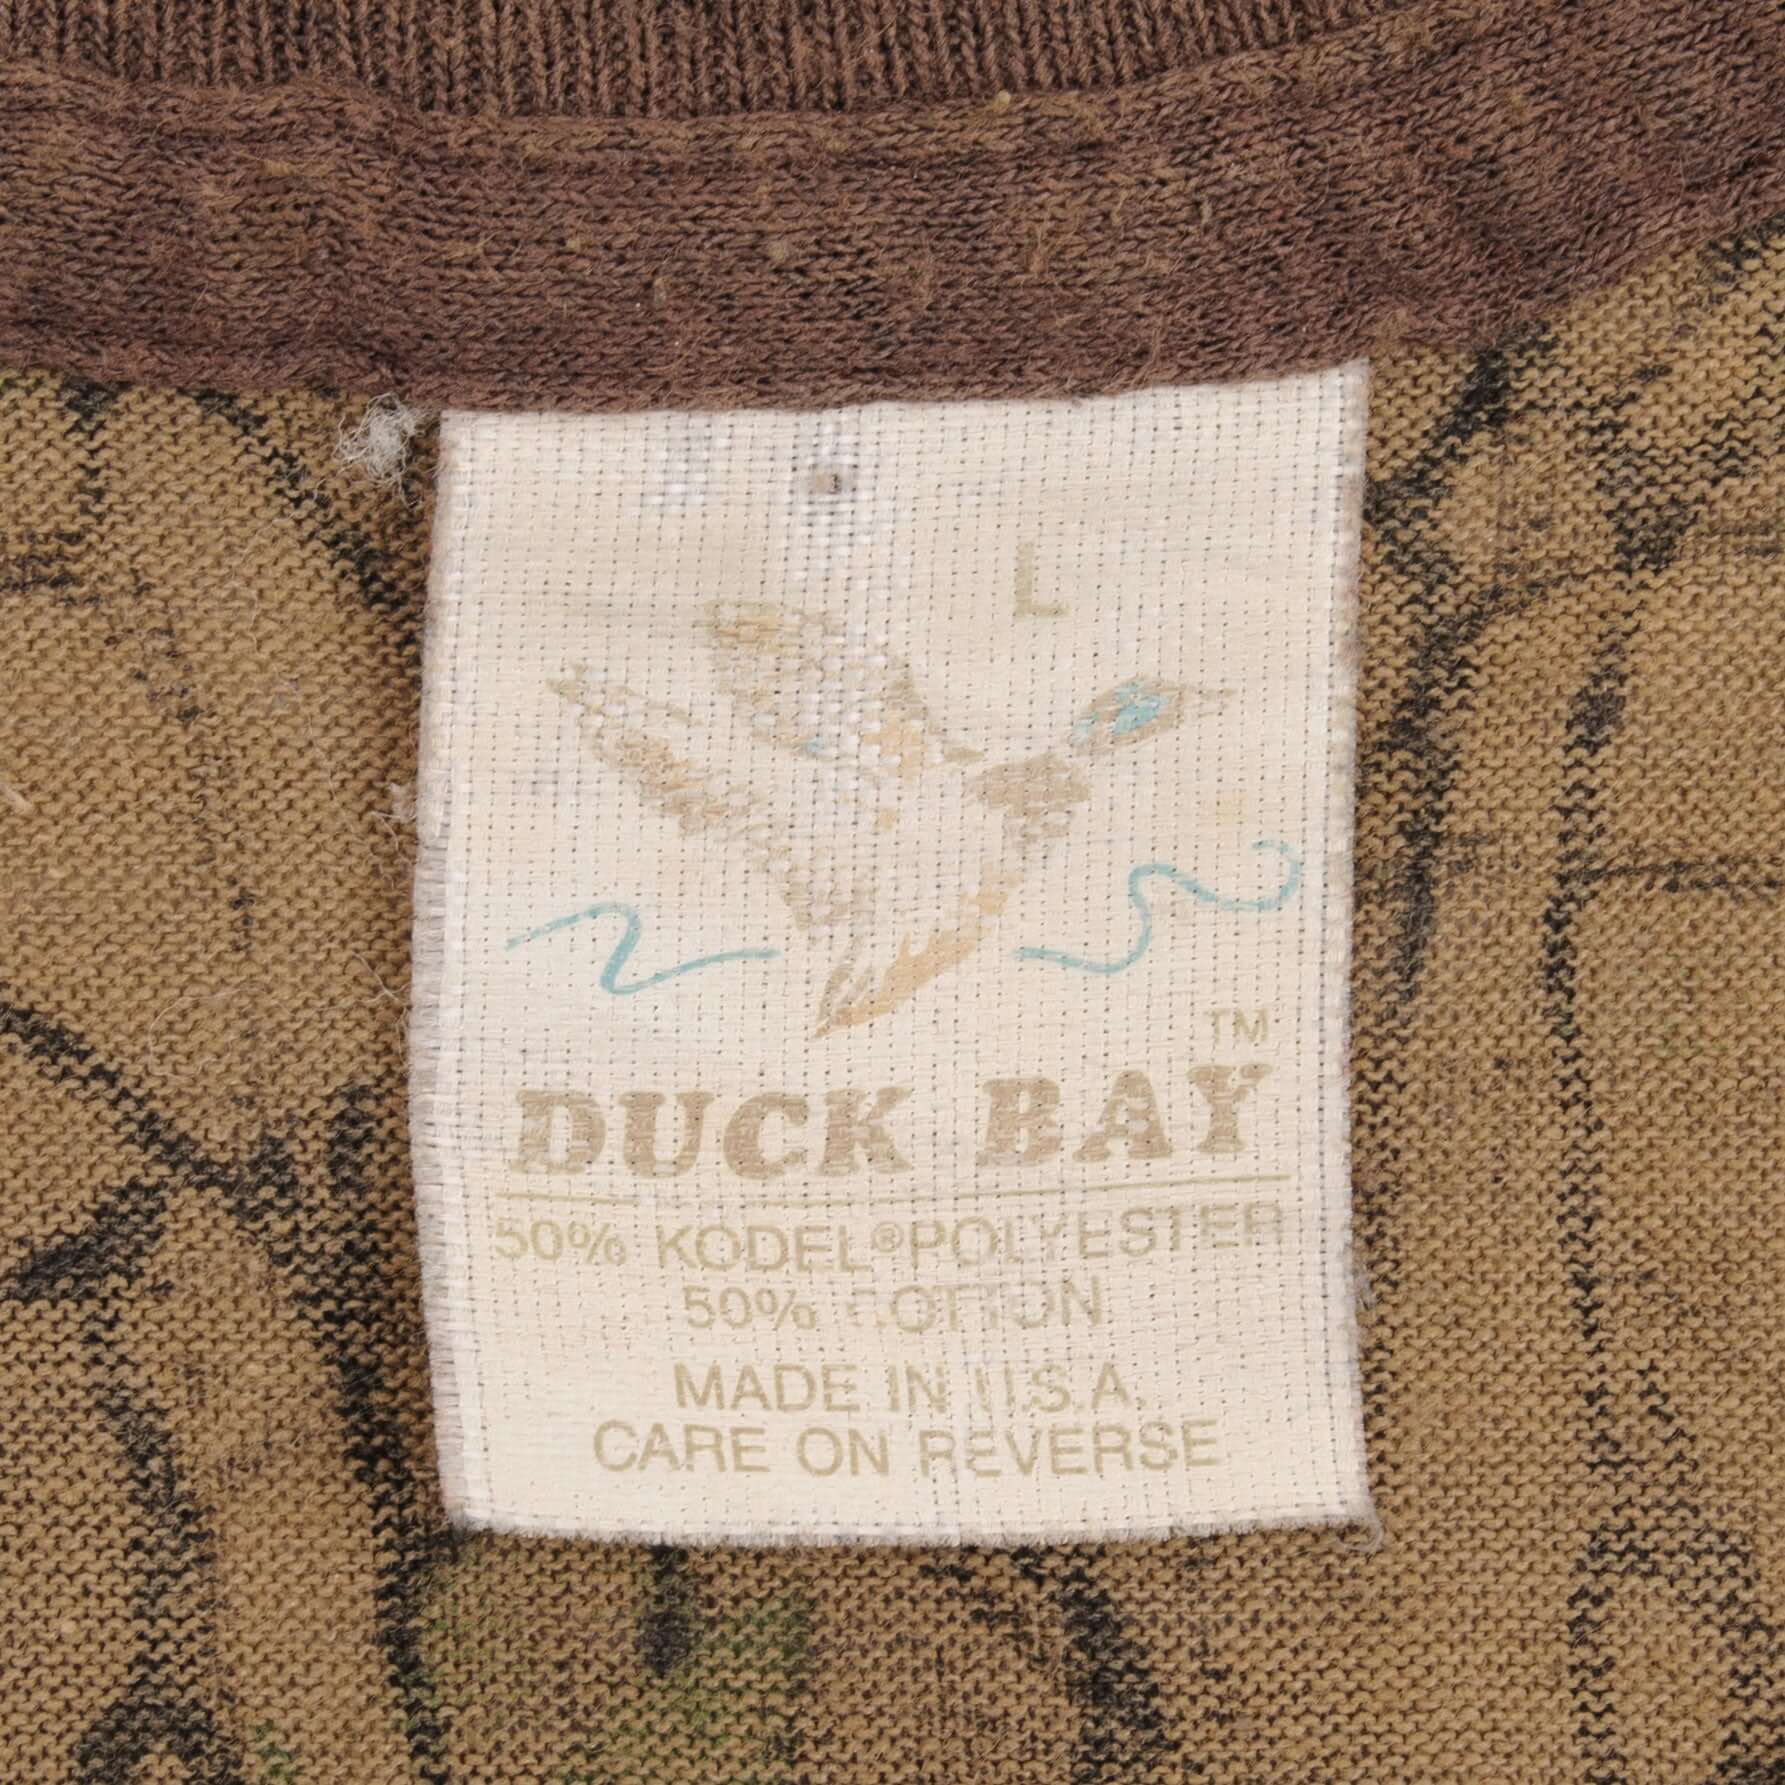 L
TM
DUCK BAY
50% KODEL®POLYESTER
50% COTTON
MADE IN U.S.A.
CARE ON REVERSE